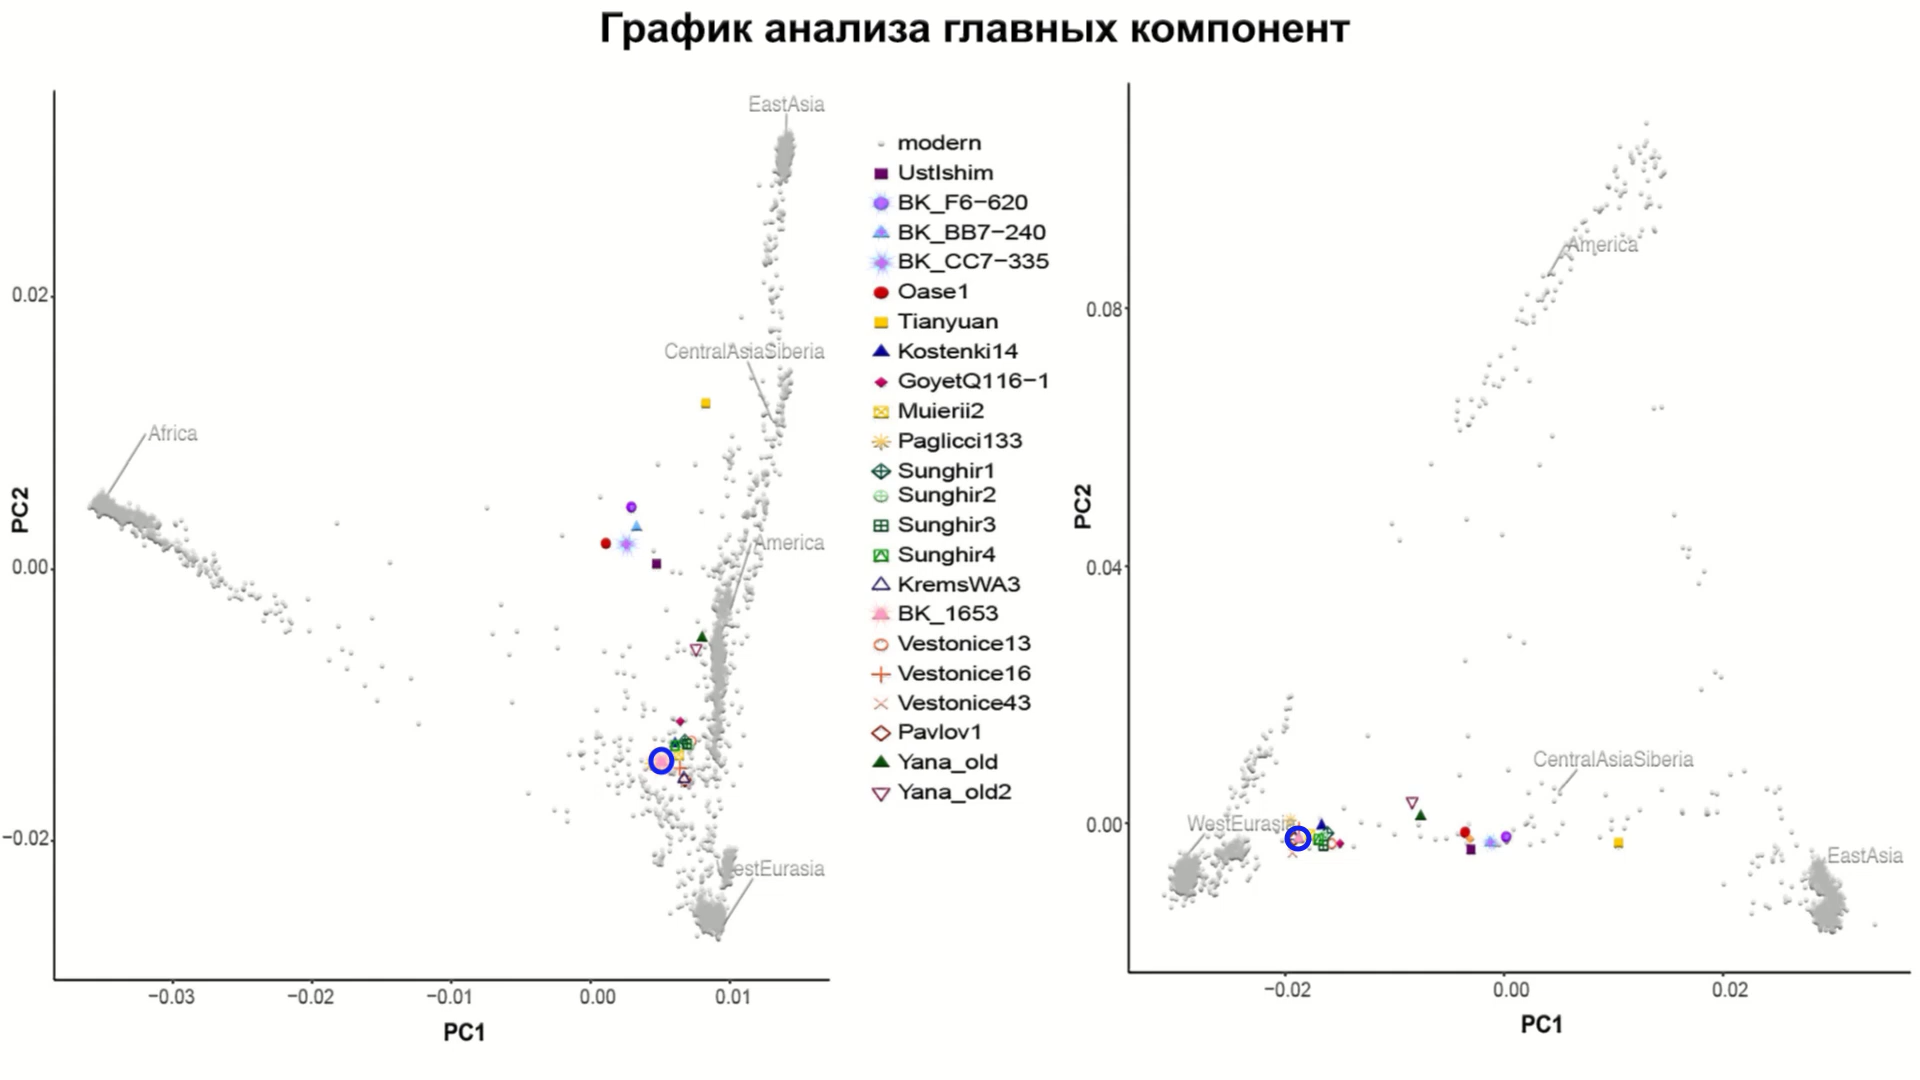 График анализа главных компонент
EastAsia
CentralAsiaSiberia
Africa
America
estEurasia
0.02
0.00
−0.02
PC2
−0.03
−0.02
−0.01
0.00
0.01
PC1
modern
UstIshim
BK_F6−620
BK_BB7−240
BK_CC7−335
Oase1
Tianyuan
Kostenki14
GoyetQ116−1
Muierii2
Paglicci133
Sunghir1
Sunghir2
Sunghir3
Sunghir4
KremsWA3
BK_1653
Vestonice13
Vestonice16
Vestonice43
Pavlov1
Yana_old
Yana_old2
America
CentralAsiaSiberia
WestEurasia
EastAsia
0.08
0.04
0.00
PC2
−0.02
0.00
0.02
PC1